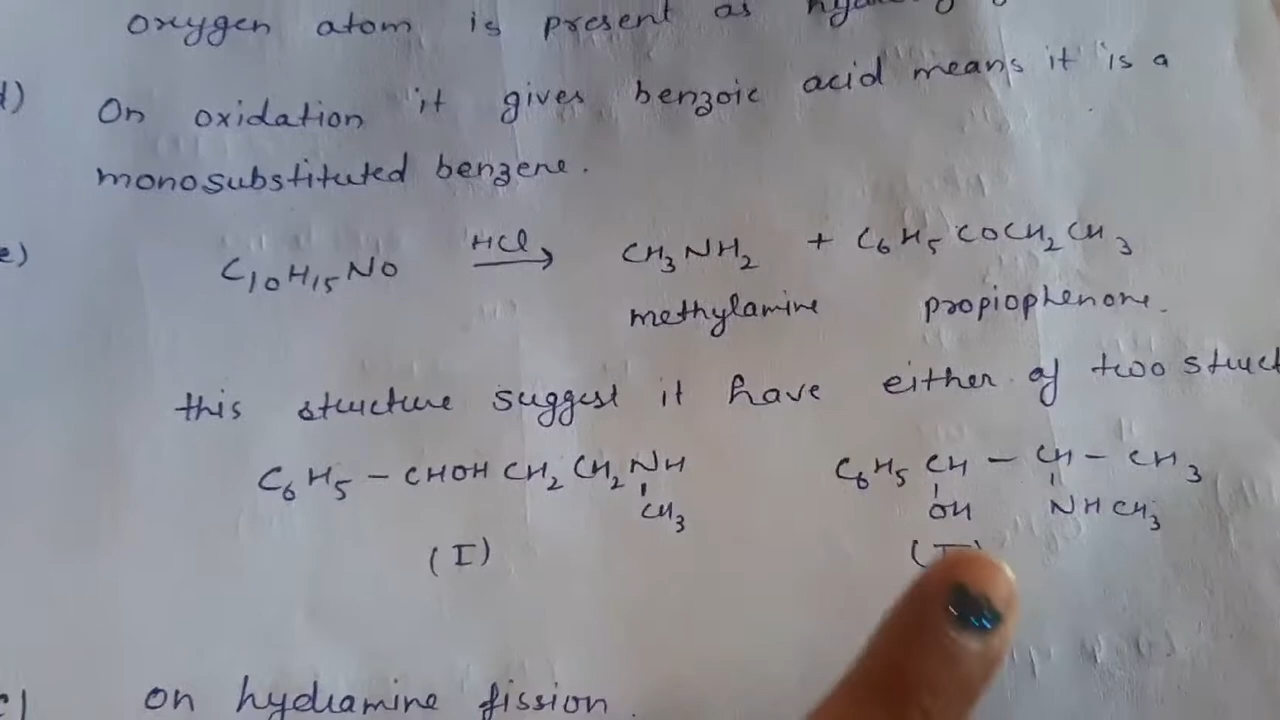 oxygen atom is present as
d) On oxidation it gives benzoic acid means it is a
monosubstituted benzene.
e) C10H15NO HCl → CH3NH2 + C6H5COCH2CH3
methylamine propiophenone.
this structure suggest it have either of two
C6H5 - CHOH CH2 CH2 NH C6H5 CH - CH - CH3
CH3 OH NHCH3
(I)
on hydramine fission